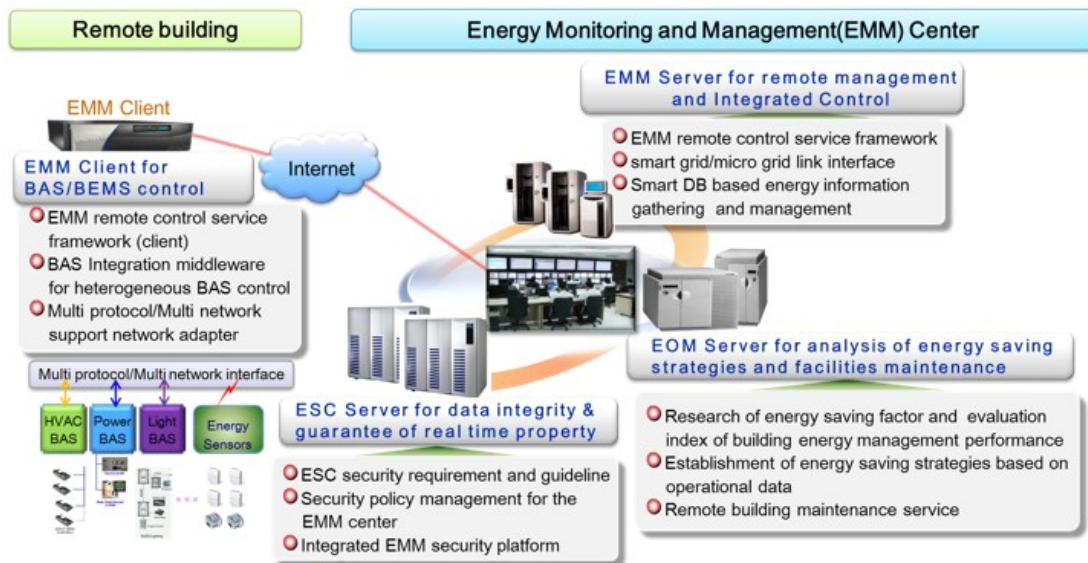 Remote building
Energy Monitoring and Management(EMM) Center
EMM Client
EMM Client for
BAS/BEMS control
EMM remote control service
framework (client)
BAS Integration middleware
for heterogeneous BAS control
Multi protocol/Multi network
support network adapter
Multi protocol/Multi network interface
HVAC
BAS
Power
BAS
Light
BAS
Energy
Sensors
Internet
EMM Server for remote management
and Integrated Control
EMM remote control service framework
smart grid/micro grid link interface
Smart DB based energy information
gathering and management
ESC Server for data integrity &
guarantee of real time property
ESC security requirement and guideline
Security policy management for the
EMM center
Integrated EMM security platform
EOM Server for analysis of energy saving
strategies and facilities maintenance
Research of energy saving factor and evaluation
index of building energy management performance
Establishment of energy saving strategies based on
operational data
Remote building maintenance service